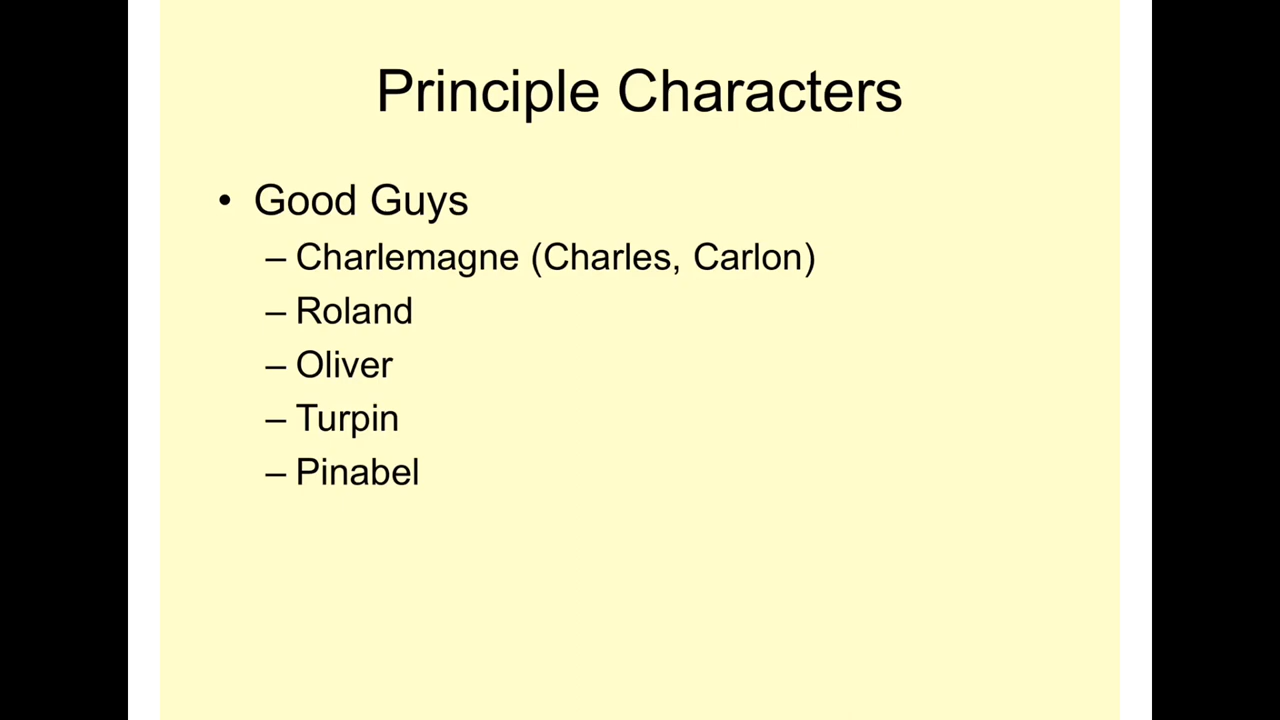 Principle Characters
• Good Guys
– Charlemagne (Charles, Carlon)
– Roland
– Oliver
– Turpin
– Pinabel